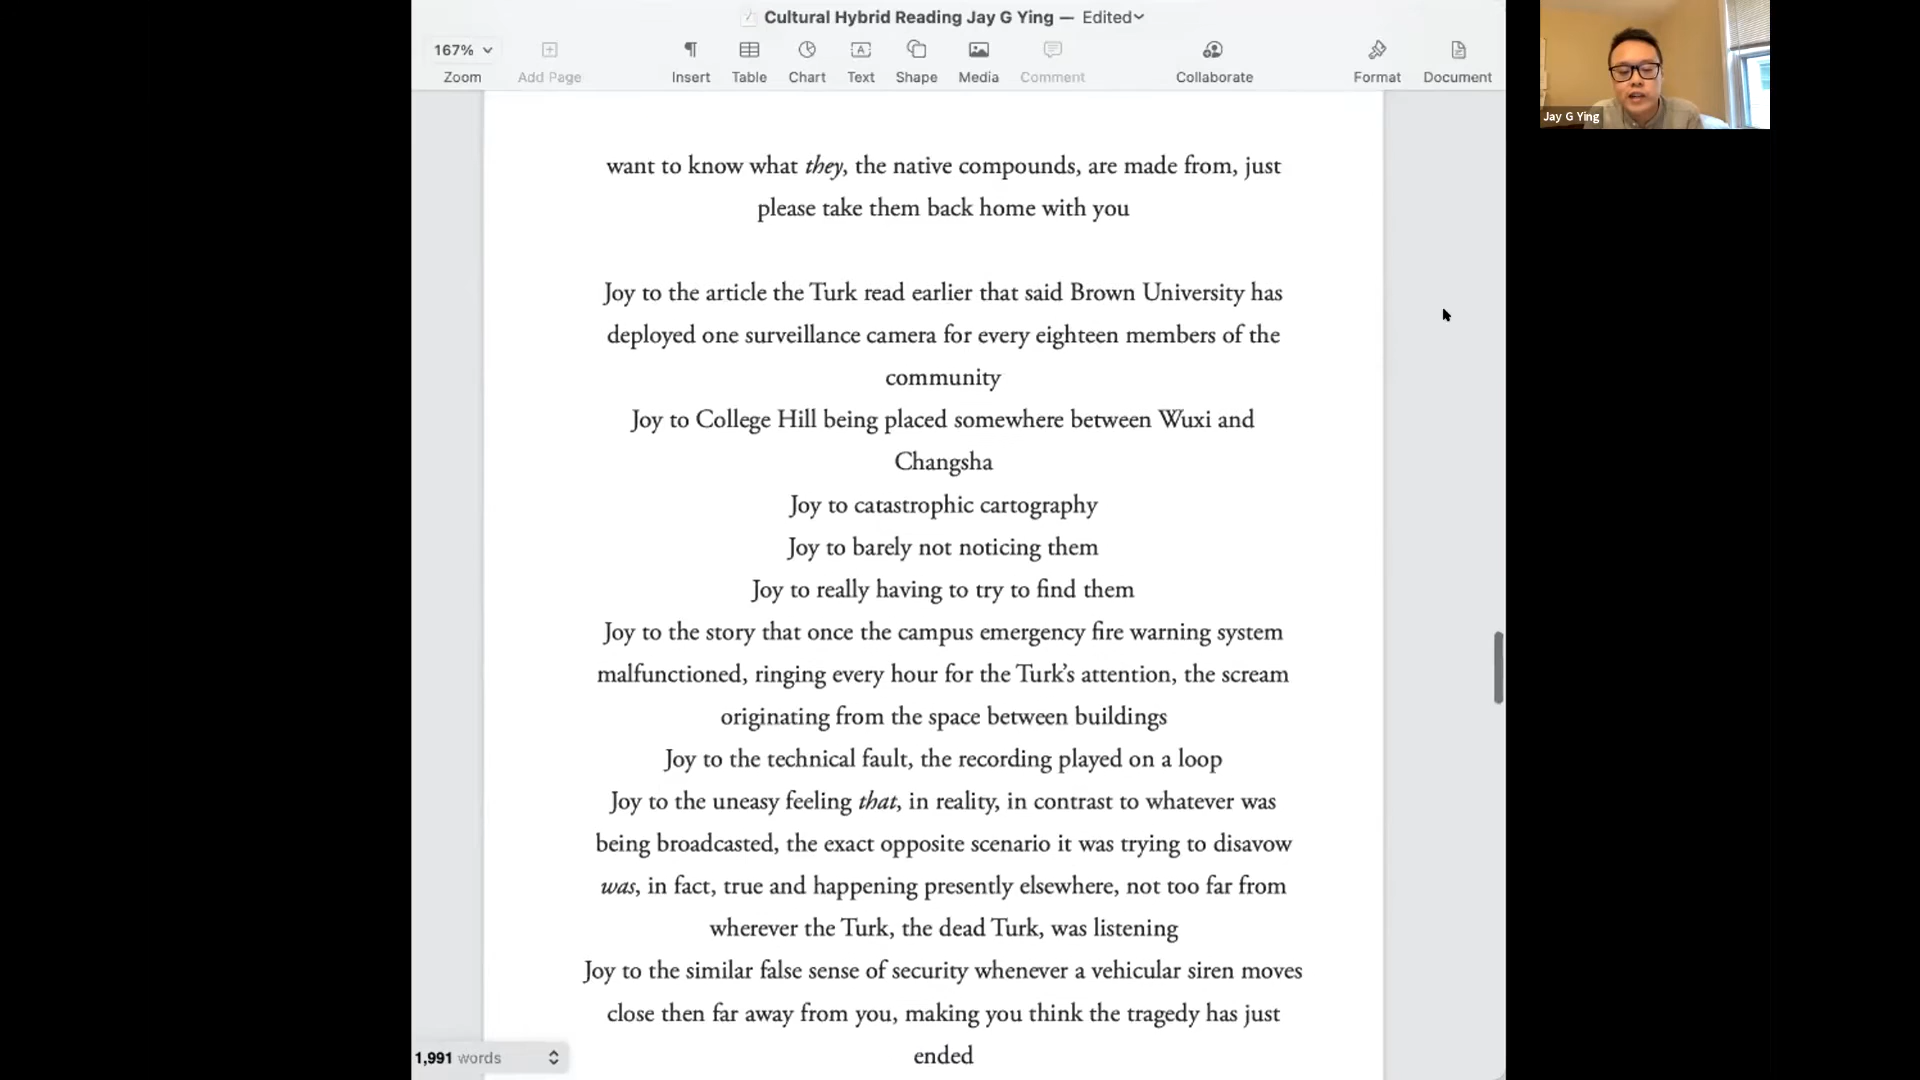 Cultural Hybrid Reading Jay G Ying — Edited
167%
Zoom
Add Page
Insert
Table
Chart
Text
Shape
Media
Comment
Collaborate
Format
Document
Jay G Ying
want to know what they, the native compounds, are made from, just
please take them back home with you
Joy to the article the Turk read earlier that said Brown University has
deployed one surveillance camera for every eighteen members of the
community
Joy to College Hill being placed somewhere between Wuxi and
Changsha
Joy to catastrophic cartography
Joy to barely not noticing them
Joy to really having to try to find them
Joy to the story that once the campus emergency fire warning system
malfunctioned, ringing every hour for the Turk’s attention, the scream
originating from the space between buildings
Joy to the technical fault, the recording played on a loop
Joy to the uneasy feeling that, in reality, in contrast to whatever was
being broadcasted, the exact opposite scenario it was trying to disavow
was, in fact, true and happening presently elsewhere, not too far from
wherever the Turk, the dead Turk, was listening
Joy to the similar false sense of security whenever a vehicular siren moves
close then far away from you, making you think the tragedy has just
ended
1,991 words